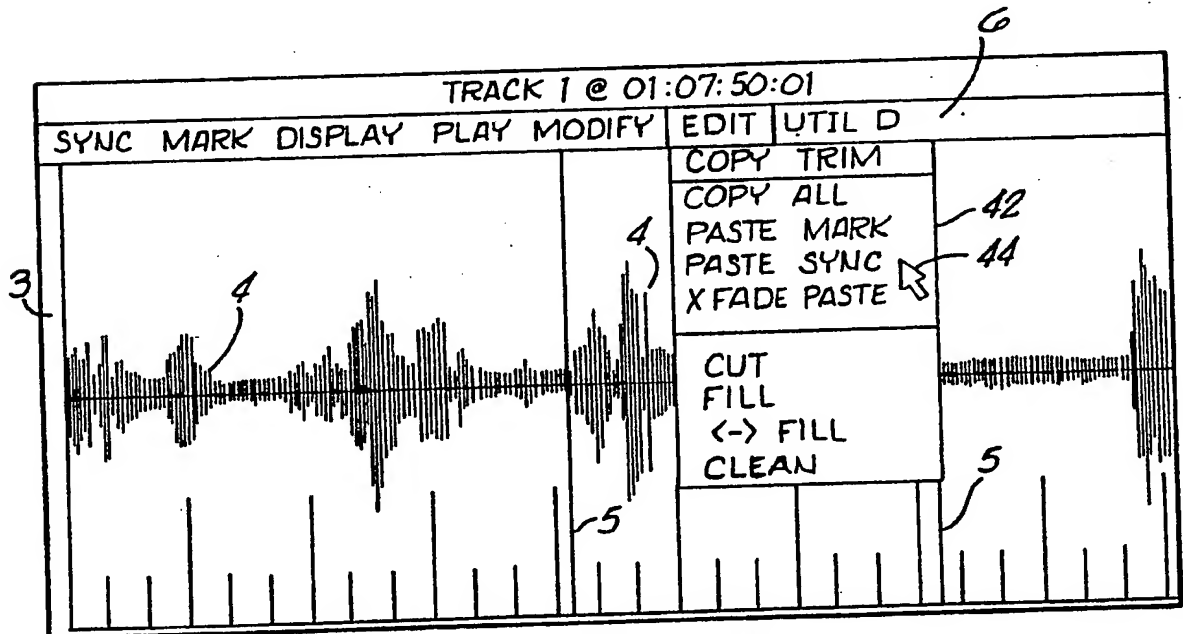 6
TRACK 1 @ 01:07:50:01
SYNC MARK DISPLAY PLAY MODIFY EDIT UTIL D
COPY TRIM
COPY ALL
PASTE MARK
PASTE SYNC
X FADE PASTE
CUT
FILL
<-> FILL
CLEAN
3
4
4
42
44
5
5